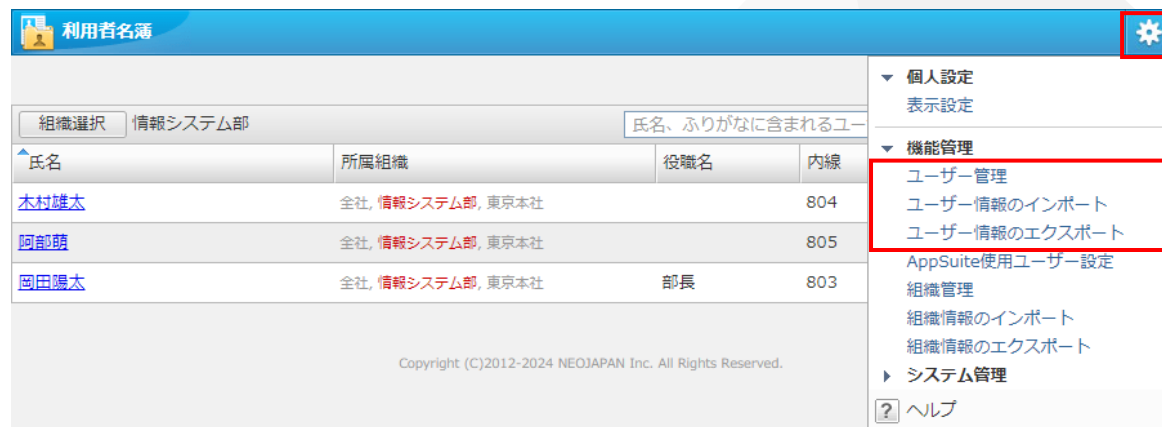 利用者名簿
組織選択 情報システム部 氏名、ふりがなに含まれるユー
氏名 所属組織 役職名 内線
木村雄太 全社, 情報システム部, 東京本社 804
阿部萌 全社, 情報システム部, 東京本社 805
岡田陽太 全社, 情報システム部, 東京本社 部長 803
Copyright (C)2012-2024 NEOJAPAN Inc. All Rights Reserved.
個人設定
表示設定
機能管理
ユーザー管理
ユーザー情報のインポート
ユーザー情報のエクスポート
AppSuite使用ユーザー設定
組織管理
組織情報のインポート
組織情報のエクスポート
システム管理
? ヘルプ